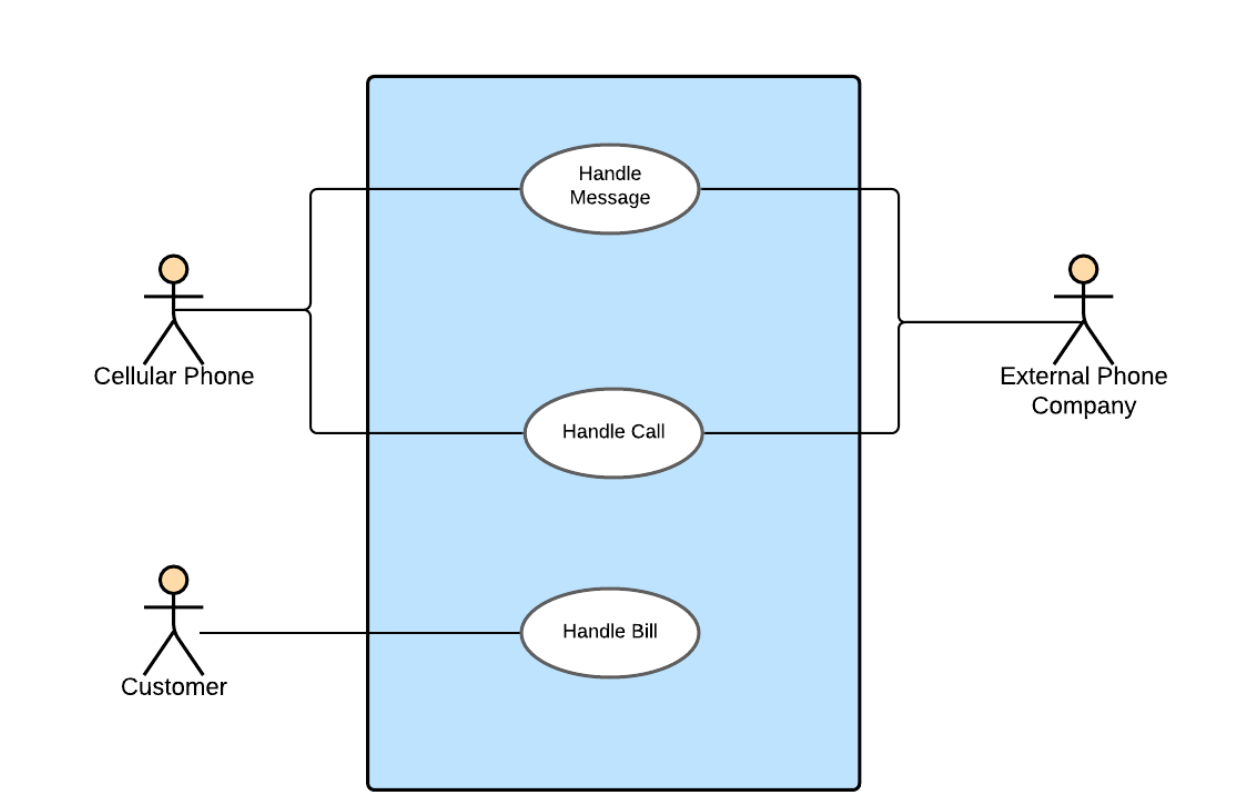 Handle
Message
Cellular Phone
External Phone
Company
Handle Call
Handle Bill
Customer